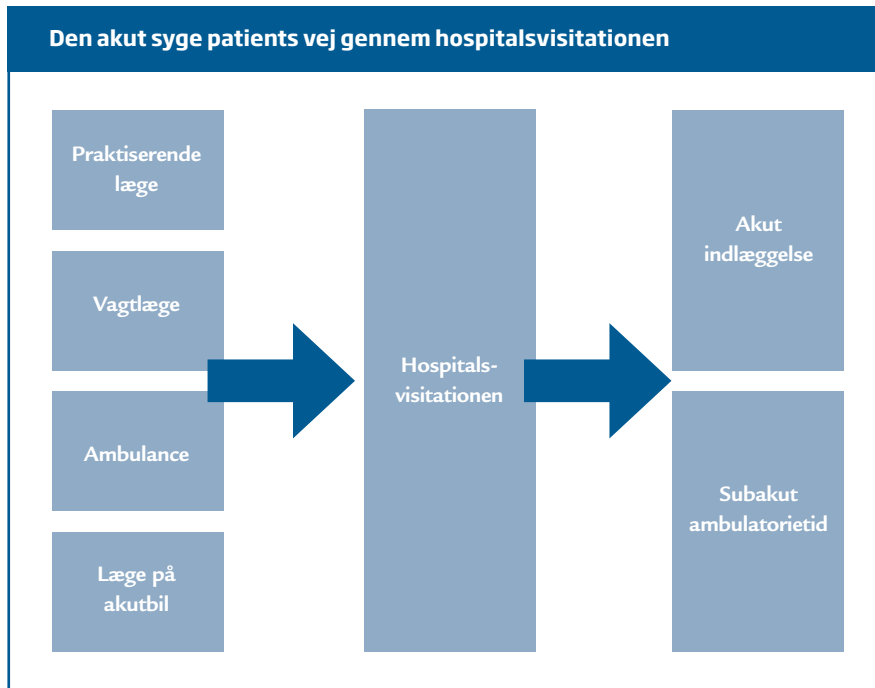 Den akut syge patients vej gennem hospitalsvisitationen
Praktiserende
læge
Vagtlæge
Ambulance
Læge på
akutbil
Hospitals-
visitationen
Akut
indlæggelse
Subakut
ambulatorietid